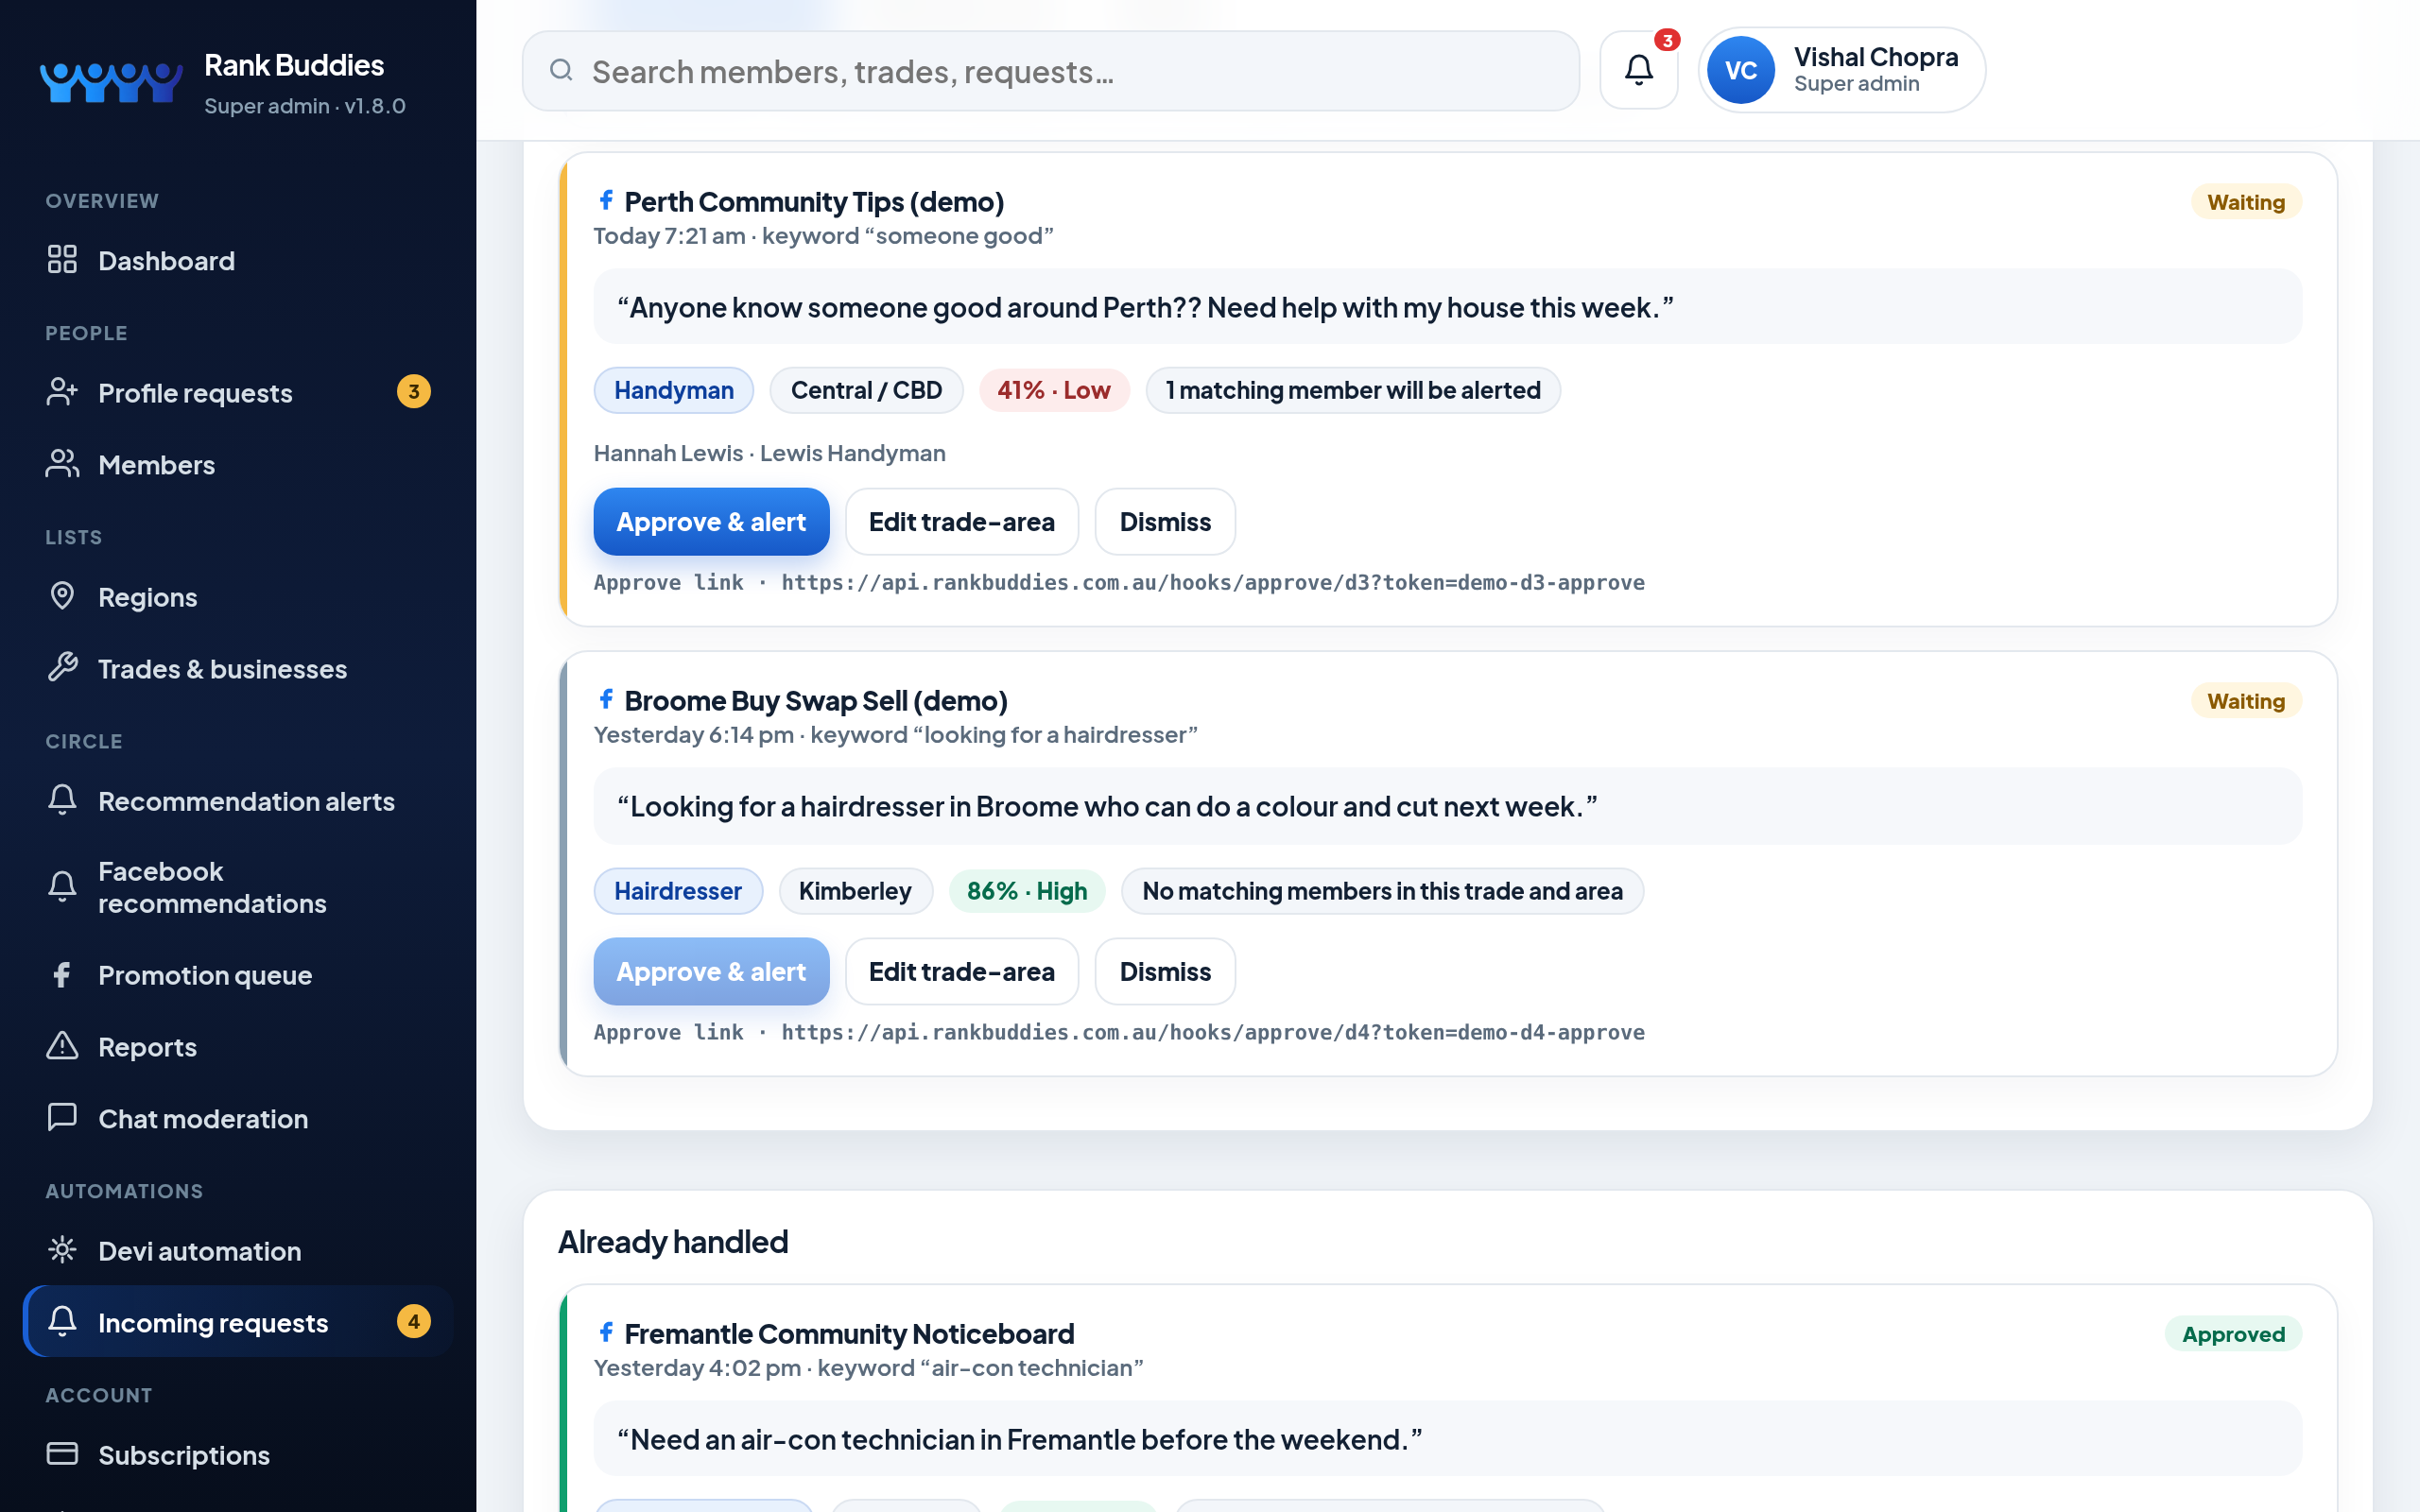 Rank Buddies
Super admin · v1.8.0
OVERVIEW
Dashboard
PEOPLE
Profile requests
3
Members
LISTS
Regions
Trades & businesses
CIRCLE
Recommendation alerts
Facebook
recommendations
Promotion queue
Reports
Chat moderation
AUTOMATIONS
Devi automation
Incoming requests
4
ACCOUNT
Subscriptions
Search members, trades, requests...
3
VC
Vishal Chopra
Super admin
Perth Community Tips (demo)
Waiting
Today 7:21 am · keyword “someone good”
“Anyone know someone good around Perth?? Need help with my house this week.”
Handyman
Central / CBD
41% · Low
1 matching member will be alerted
Hannah Lewis · Lewis Handyman
Approve & alert
Edit trade-area
Dismiss
Approve link · https://api.rankbuddies.com.au/hooks/approve/d3?token=demo-d3-approve
Broome Buy Swap Sell (demo)
Waiting
Yesterday 6:14 pm · keyword “looking for a hairdresser”
“Looking for a hairdresser in Broome who can do a colour and cut next week.”
Hairdresser
Kimberley
86% · High
No matching members in this trade and area
Approve & alert
Edit trade-area
Dismiss
Approve link · https://api.rankbuddies.com.au/hooks/approve/d4?token=demo-d4-approve
Already handled
Fremantle Community Noticeboard
Approved
Yesterday 4:02 pm · keyword “air-con technician”
“Need an air-con technician in Fremantle before the weekend.”